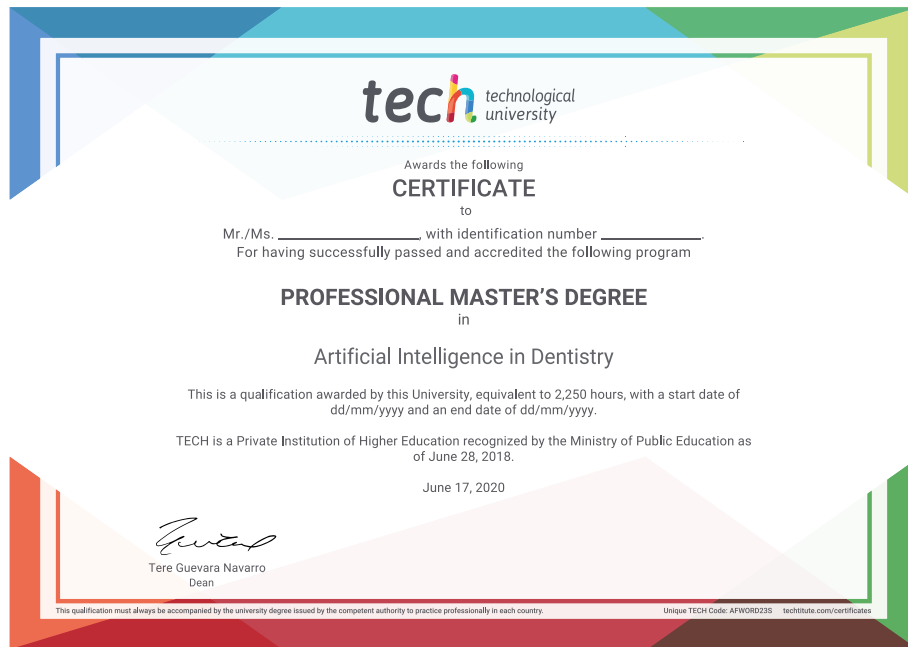 tech technological
university
Awards the following
CERTIFICATE
to
Mr./Ms. ____________________, with identification number ______________.
For having successfully passed and accredited the following program
PROFESSIONAL MASTER'S DEGREE
in
Artificial Intelligence in Dentistry
This is a qualification awarded by this University, equivalent to 2,250 hours, with a start date of
dd/mm/yyyy and an end date of dd/mm/yyyy.
TECH is a Private Institution of Higher Education recognized by the Ministry of Public Education as
of June 28, 2018.
June 17, 2020
Tere Guevara Navarro
Dean
This qualification must always be accompanied by the university degree issued by the competent authority to practice professionally in each country. Unique TECH Code: AFWORD23S techtitute.com/certificates